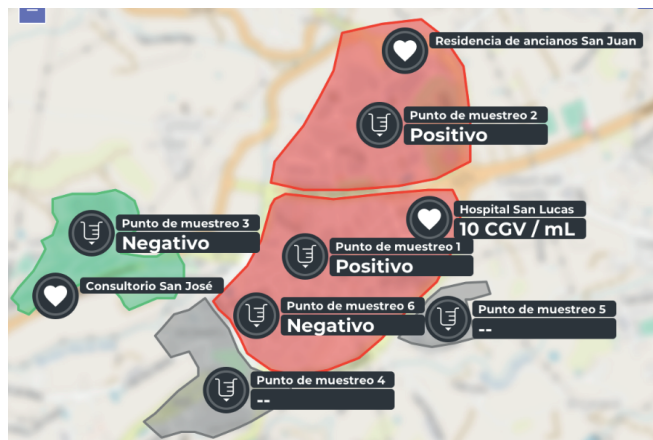 Residencia de ancianos San Juan
Punto de muestreo 2
Positivo
Hospital San Lucas
10 CGV / mL
Punto de muestreo 3
Negativo
Punto de muestreo 1
Positivo
Consultorio San José
Punto de muestreo 6
Negativo
Punto de muestreo 5
--
Punto de muestreo 4
--